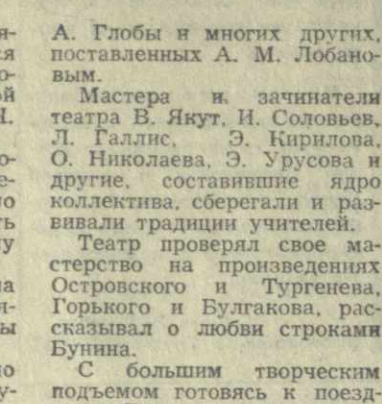 А. Глобы и многих других,
поставленных А. М. Лобано-
вым.
Мастера и зачинатели
театра В. Якут, И. Соловьев,
Л. Галлис, Э. Кирилова,
О. Николаева, Э. Урусова и
другие, составившие ядро
коллектива, сберегали и раз-
вивали традиции учителей.
Театр проверял свое ма-
стерство на произведениях
Островского и Тургенева,
Горького и Булгакова, рас-
сказывал о любви строками
Бунина.
С большим творческим
подъемом готовясь к поезд-